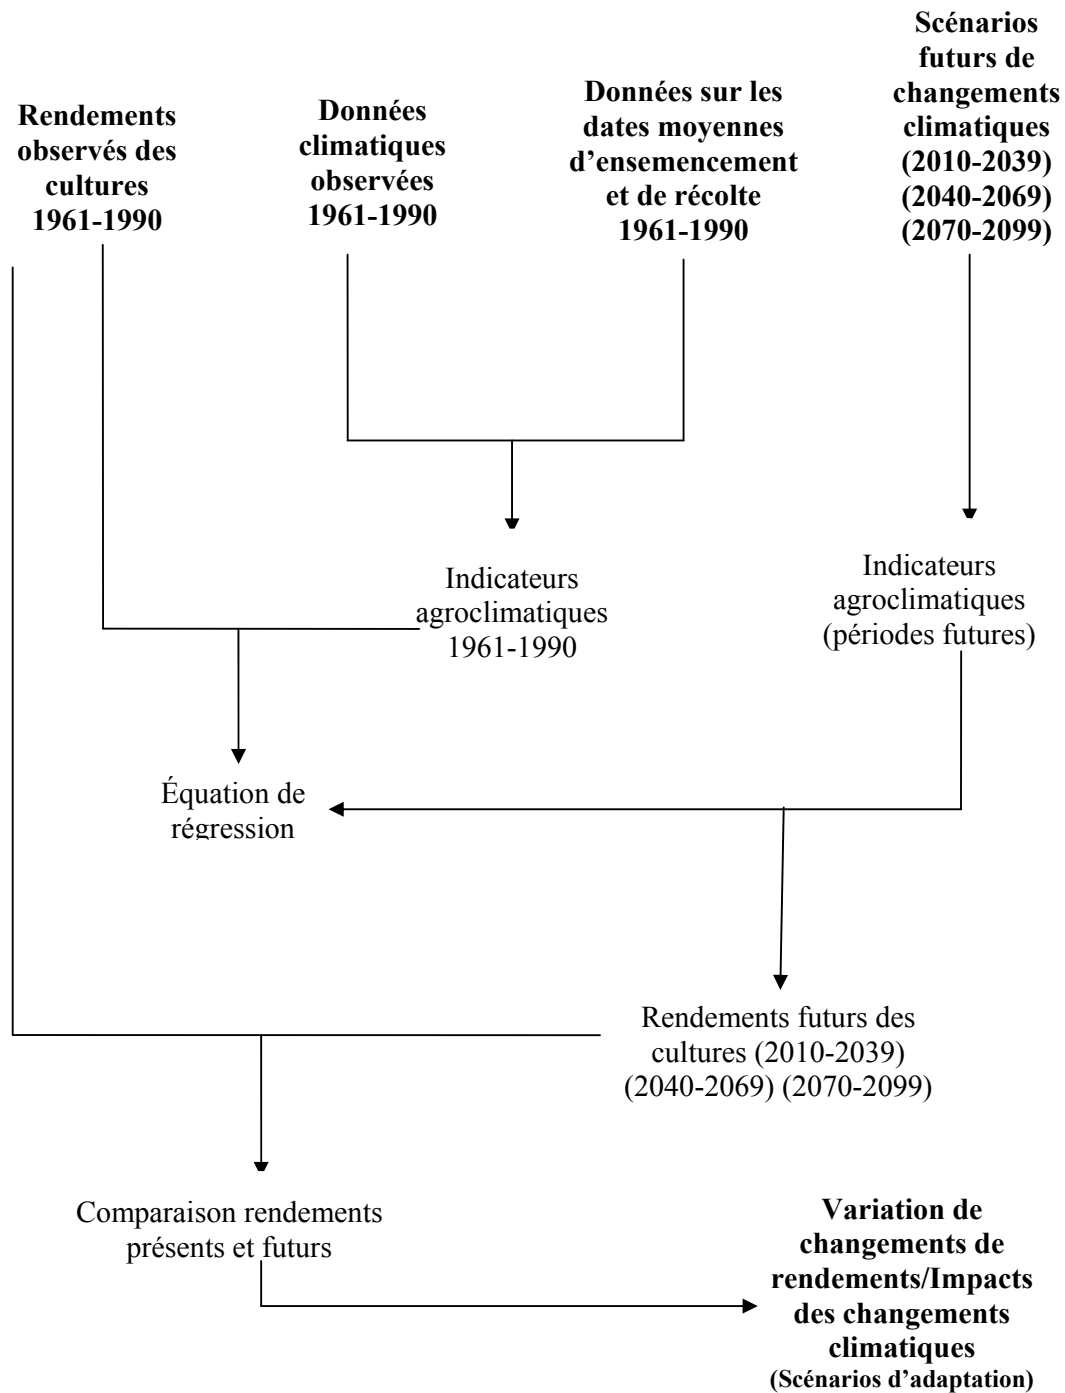 Rendements
observés des
cultures
1961-1990
Données
climatiques
observées
1961-1990
Données sur les
dates moyennes
d’ensemencement
et de récolte
1961-1990
Scénarios
futurs de
changements
climatiques
(2010-2039)
(2040-2069)
(2070-2099)
Indicateurs
agroclimatiques
1961-1990
Indicateurs
agroclimatiques
(périodes futures)
Équation de
régression
Rendements futurs des
cultures (2010-2039)
(2040-2069) (2070-2099)
Comparaison rendements
présents et futurs
Variation de
changements de
rendements/Impacts
des changements
climatiques
(Scénarios d’adaptation)